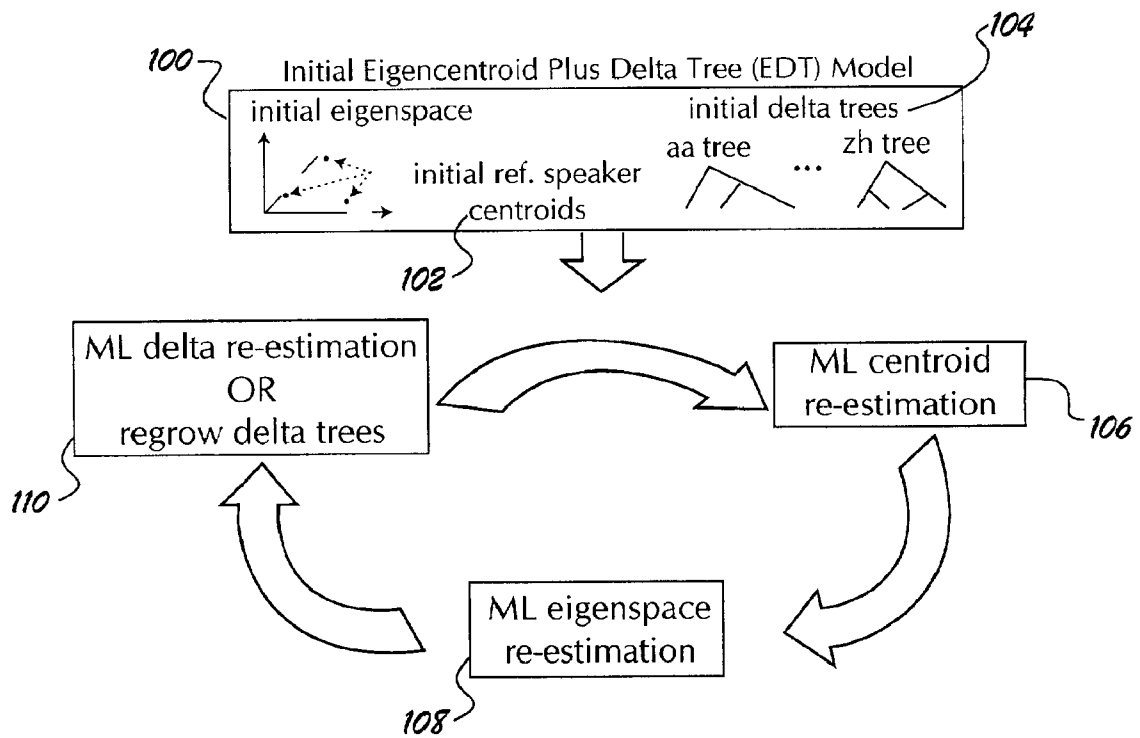 104
100
Initial Eigencentroid Plus Delta Tree (EDT) Model
initial eigenspace
initial delta trees
aa tree
...
zh tree
initial ref. speaker
centroids
102
ML delta re-estimation
OR
regrow delta trees
110
ML centroid
re-estimation
106
ML eigenspace
re-estimation
108